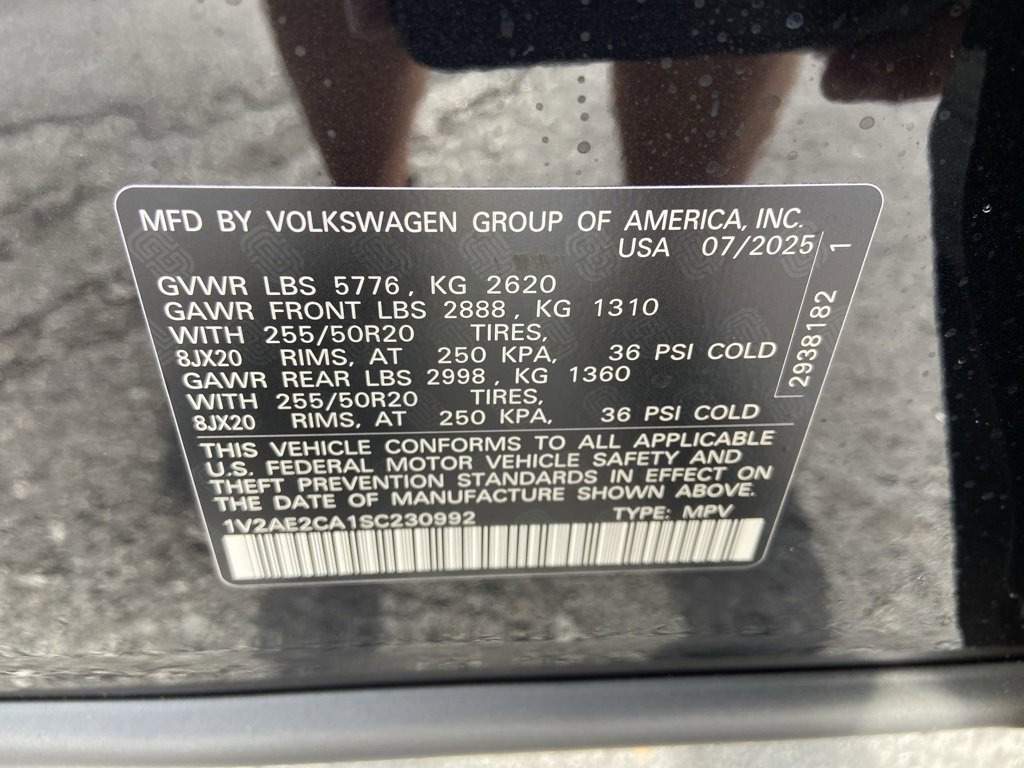 MFD BY VOLKSWAGEN GROUP OF AMERICA, INC.
USA 07/2025
GVWR LBS 5776, KG 2620
GAWR FRONT LBS 2888, KG 1310
WITH 255/50R20 TIRES,
8JX20 RIMS, AT 250 KPA, 36 PSI COLD
GAWR REAR LBS 2998, KG 1360
WITH 255/50R20 TIRES,
8JX20 RIMS, AT 250 KPA, 36 PSI COLD
2938182 1
THIS VEHICLE CONFORMS TO ALL APPLICABLE
U.S. FEDERAL MOTOR VEHICLE SAFETY AND
THEFT PREVENTION STANDARDS IN EFFECT ON
THE DATE OF MANUFACTURE SHOWN ABOVE.
1V2AE2CA1SC230992 TYPE: MPV